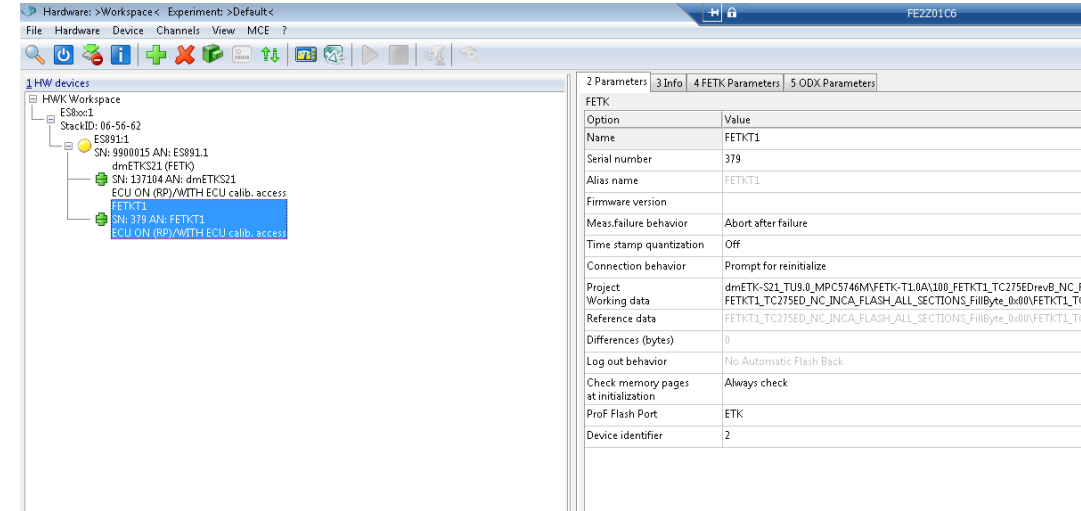 Hardware: >Workspace< Experiment: >Default<
FE2Z01C6
File Hardware Device Channels View MCE ?
1 HW devices
HWK Workspace
ES8xx:1
StackID: 06-56-62
ES891:1
SN: 9900015 AN: ES891.1
dmETKS21 (FETK)
SN: 137104 AN: dmETKS21
ECU ON (RP)/WITH ECU calib. access
FETKT1
SN: 379 AN: FETKT1
ECU ON (RP)/WITH ECU calib. access
2 Parameters 3 Info 4 FETK Parameters 5 ODX Parameters
FETK
Option Value
Name FETKT1
Serial number 379
Alias name FETKT1
Firmware version
Meas.failure behavior Abort after failure
Time stamp quantization Off
Connection behavior Prompt for reinitialize
Project dmETK-S21_TU9.0_MPC5746M\FETK-T1.0A\100_FETKT1_TC275EDrevB_NC_
Working data FETKT1_TC275ED_NC_INCA_FLASH_ALL_SECTIONS_FillByte_0x00\FETKT1_
Reference data FETKT1_TC275ED_NC_INCA_FLASH_ALL_SECTIONS_FillByte_0x00\FETKT1_
Differences (bytes) 0
Log out behavior No Automatic Flash Back
Check memory pages Always check
at initialization
ProF Flash Port ETK
Device identifier 2